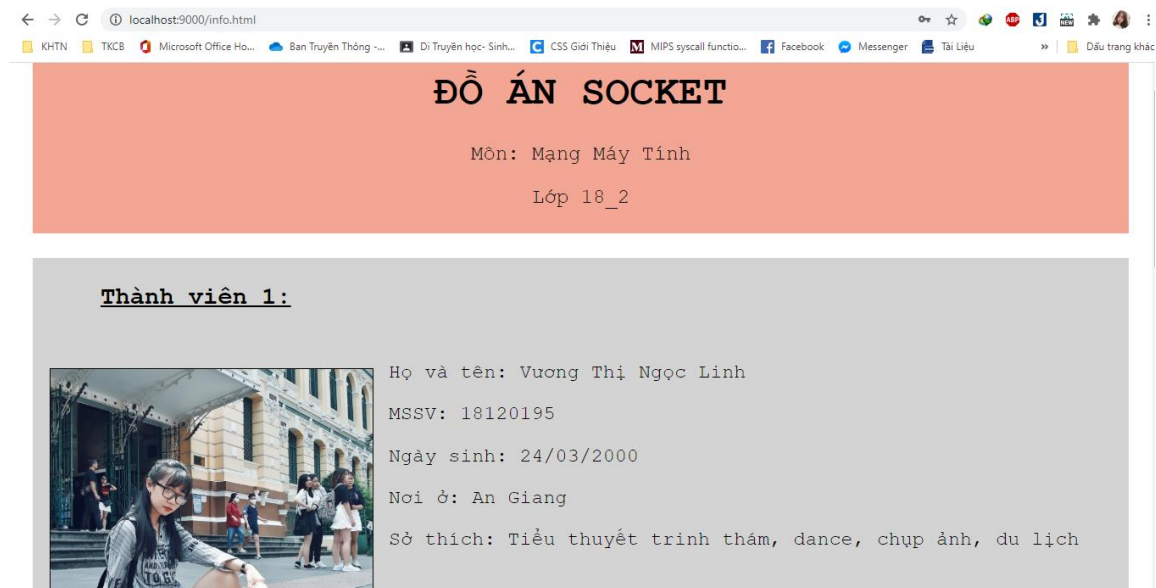 localhost:9000/info.html
ABP
NEW
KHTN TKCB Microsoft Office Ho... Ban Truyền Thông -... Di Truyền học- Sinh... CSS Giới Thiệu MIPS syscall functio... Facebook Messenger Tài Liệu » Dấu trang khác
ĐỒ ÁN SOCKET
Môn: Mạng Máy Tính
Lớp 18_2
Thành viên 1:
Họ và tên: Vương Thị Ngọc Linh
MSSV: 18120195
Ngày sinh: 24/03/2000
Nơi ở: An Giang
Sở thích: Tiểu thuyết trinh thám, dance, chụp ảnh, du lịch